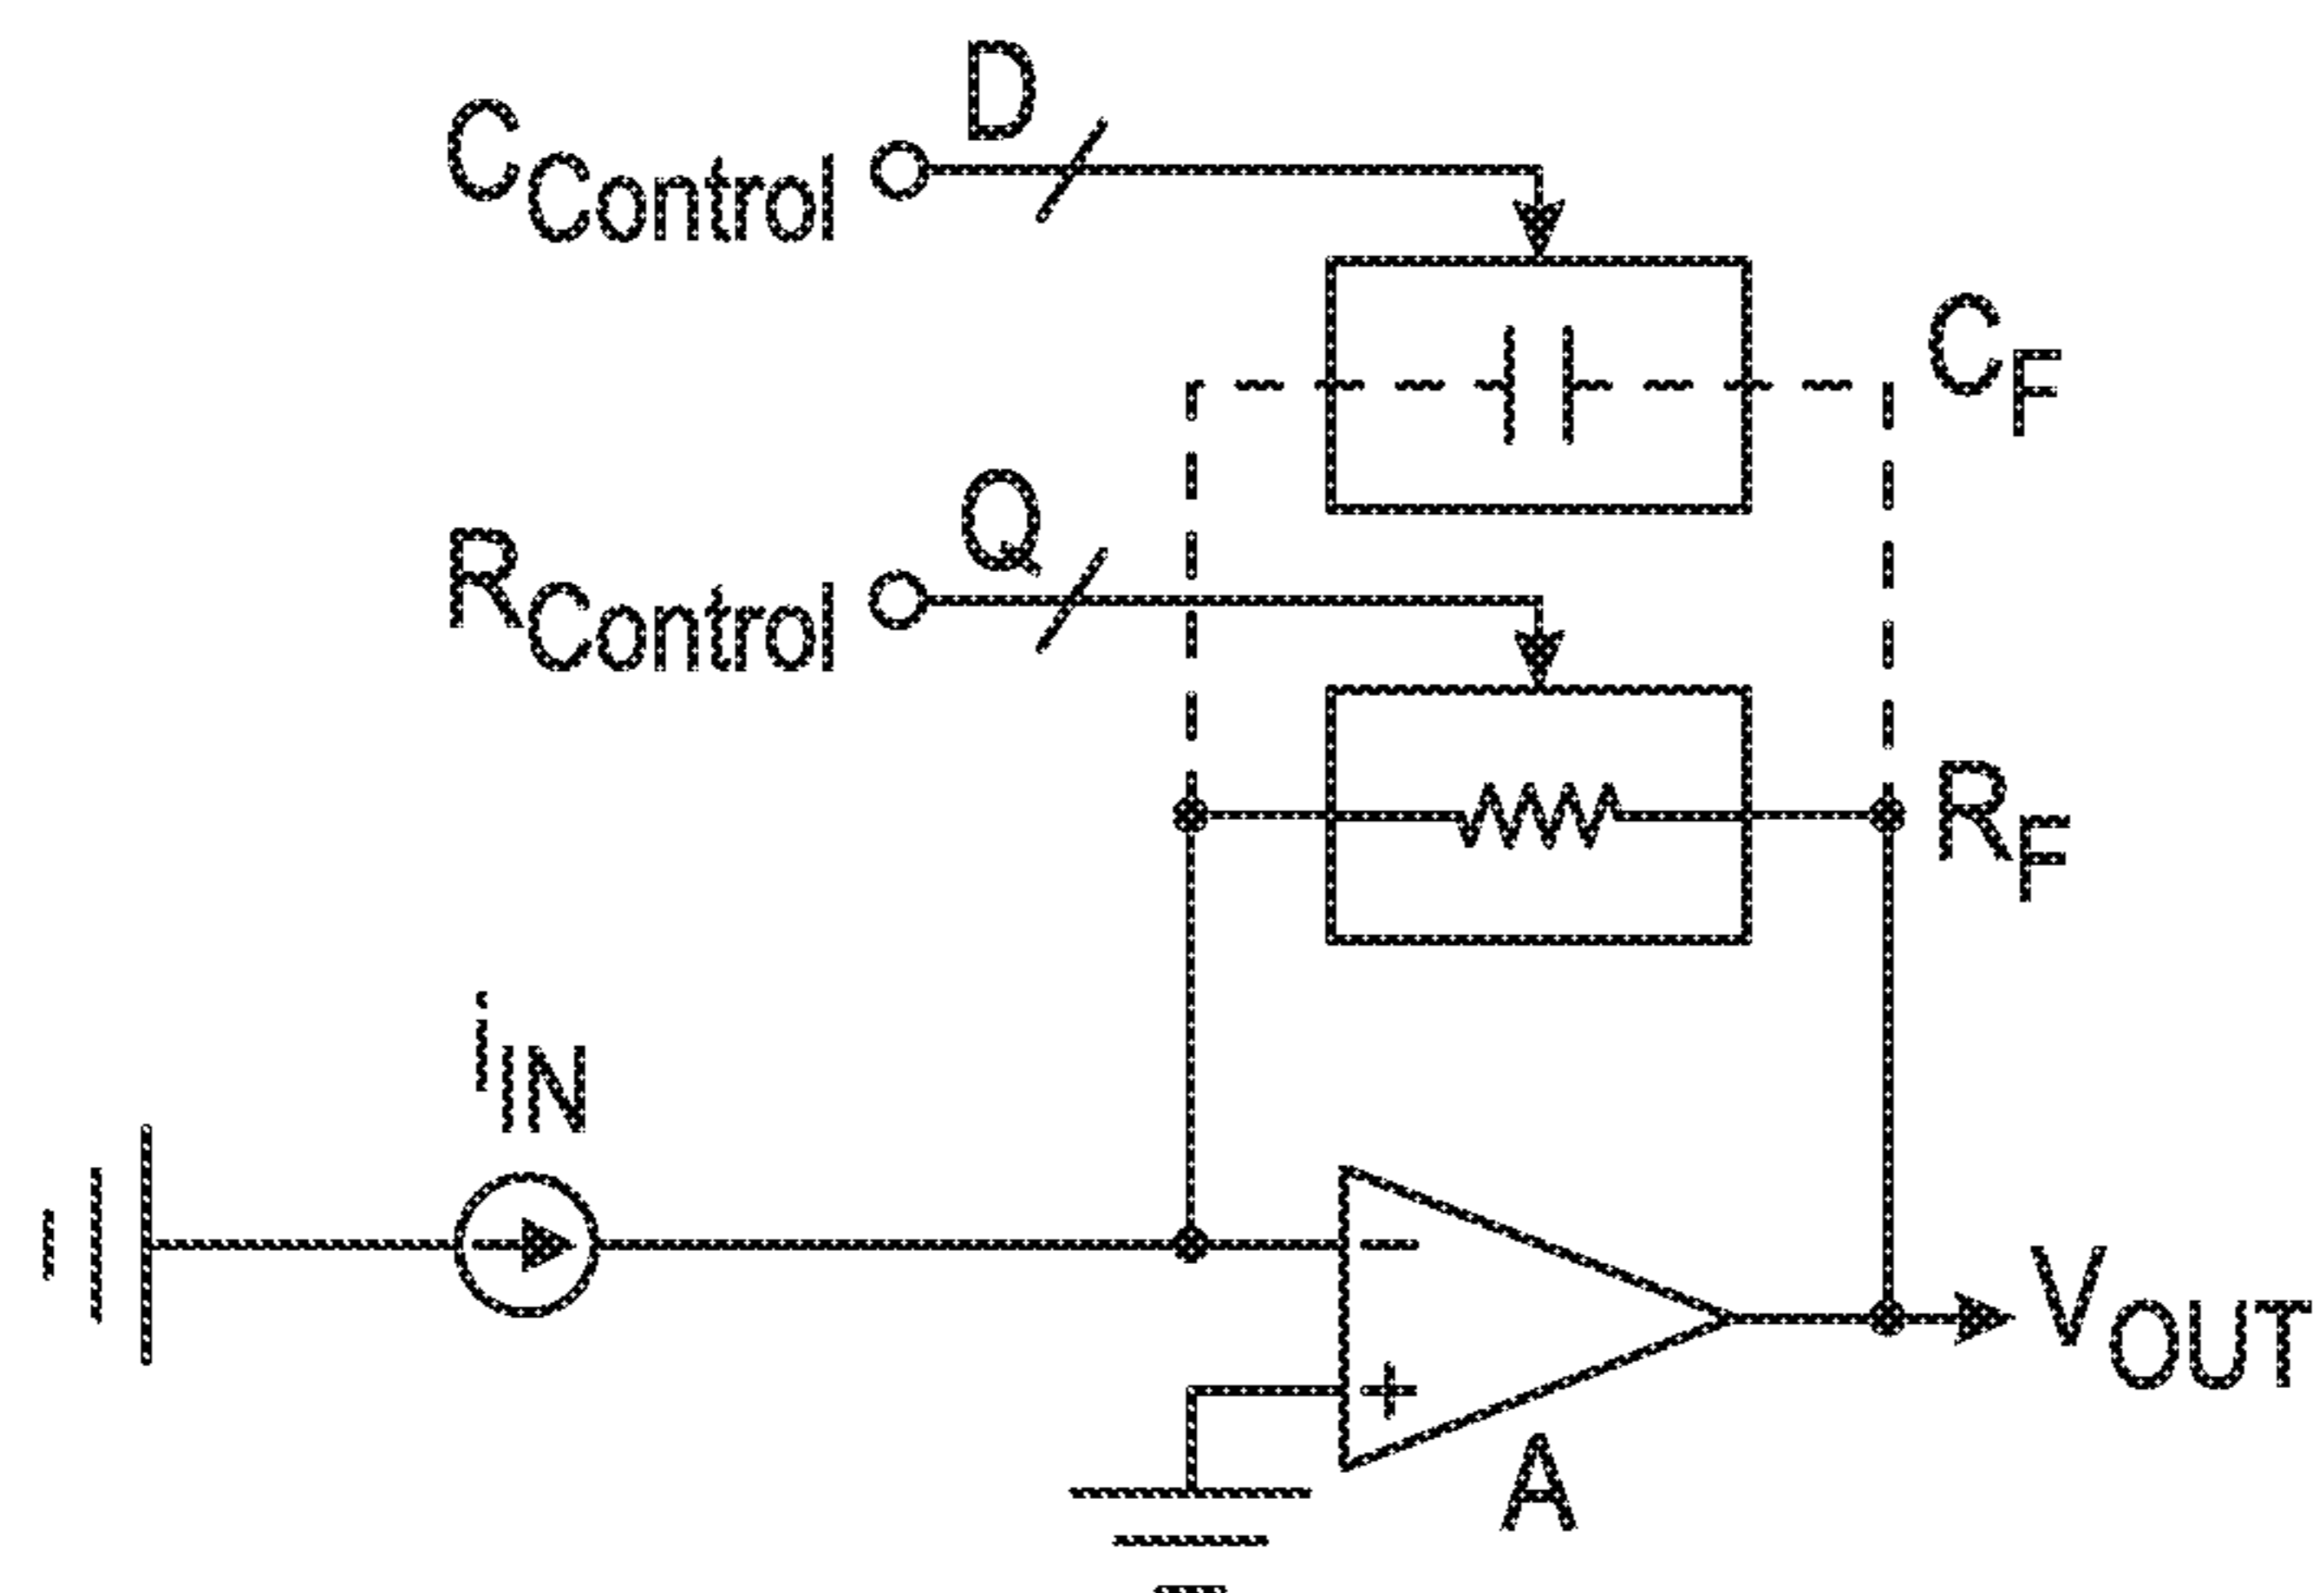 D
C_Control
C_F
Q
R_Control
R_F
i_IN
−
+
V_OUT
A